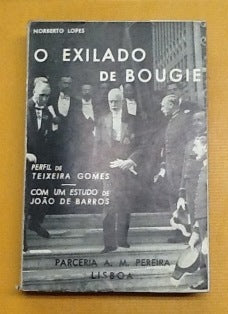 NORBERTO LOPES
O EXILADO
DE BOUGIE
PERFIL DE
TEIXEIRA GOMES
COM UM ESTUDO DE
JOÃO DE BARROS
PARCERIA A. M. PEREIRA
LISBOA